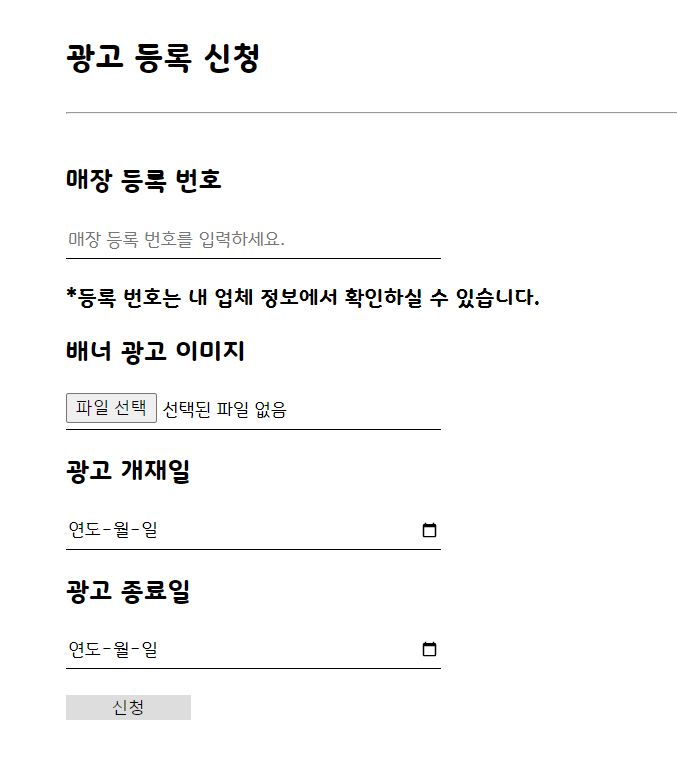 광고 등록 신청
매장 등록 번호
매장 등록 번호를 입력하세요.
*등록 번호는 내 업체 정보에서 확인하실 수 있습니다.
배너 광고 이미지
파일 선택 선택된 파일 없음
광고 개재일
연도-월-일
광고 종료일
연도-월-일
신청